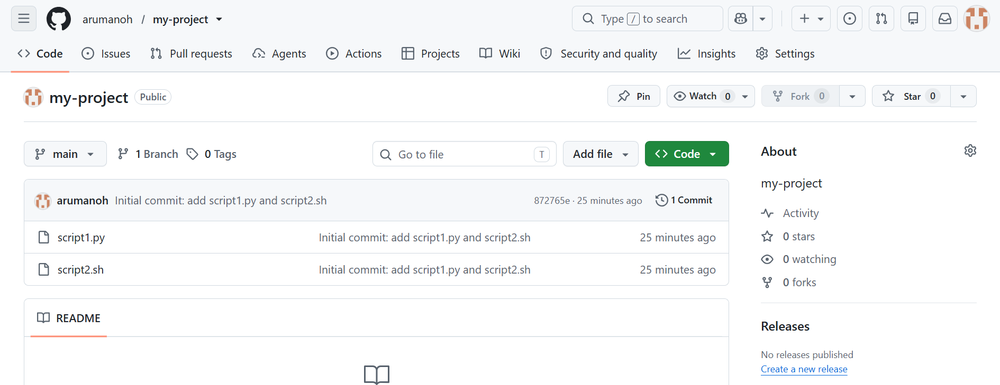 arumanoh / my-project
Type / to search
Code Issues Pull requests Agents Actions Projects Wiki Security and quality Insights Settings
my-project Public
Pin Watch 0 Fork 0 Star 0
main 1 Branch 0 Tags Go to file T Add file Code
arumanoh Initial commit: add script1.py and script2.sh 872765e · 25 minutes ago 1 Commit
script1.py Initial commit: add script1.py and script2.sh 25 minutes ago
script2.sh Initial commit: add script1.py and script2.sh 25 minutes ago
README
About
my-project
Activity
0 stars
0 watching
0 forks
Releases
No releases published
Create a new release